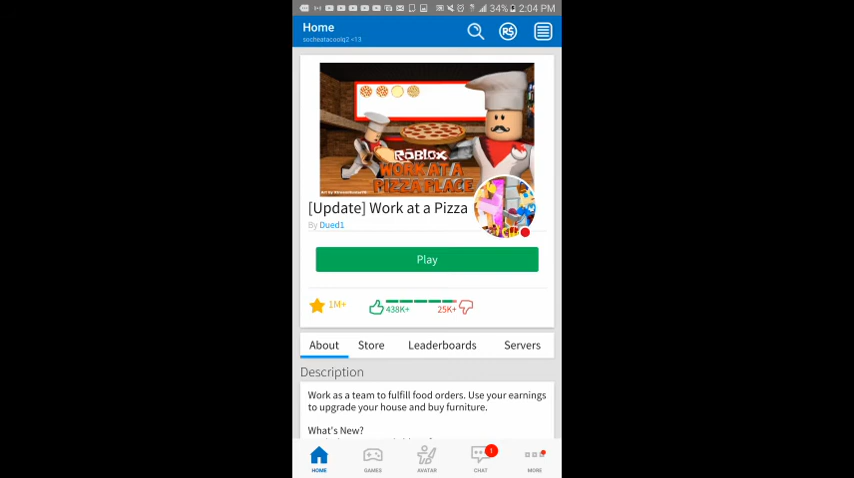 34% 2:04 PM
Home
socheatacoolq2 <13
R$
ROBLOX
WORK AT A
PIZZA PLACE
[Update] Work at a Pizza
By Dued1
Play
1M+
438K+
25K+
About Store Leaderboards Servers
Description
Work as a team to fulfill food orders. Use your earnings
to upgrade your house and buy furniture.
What's New?
1
HOME GAMES AVATAR CHAT MORE